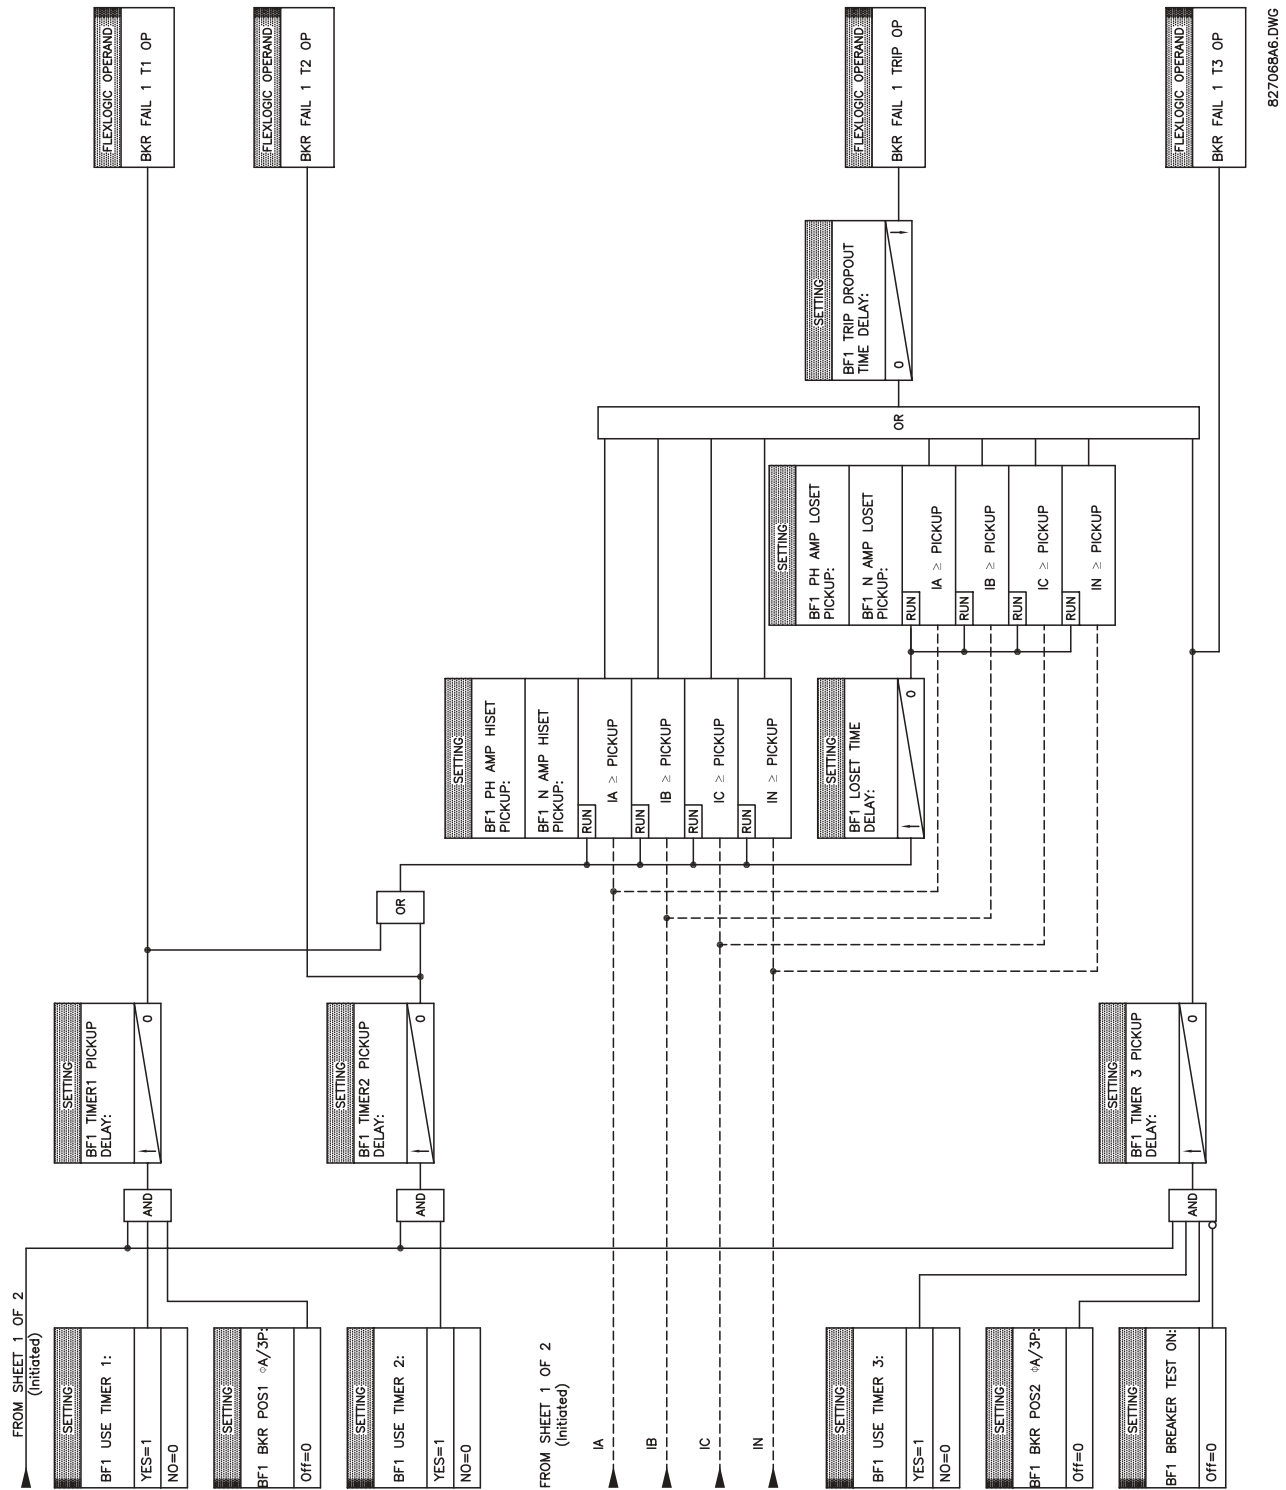 FROM SHEET 1 OF 2
(Initiated)
SETTING
BF1 USE TIMER 1:
YES=1
NO=0
SETTING
BF1 BKR POS1 ΦA/3P:
Off=0
SETTING
BF1 USE TIMER 2:
YES=1
NO=0
FROM SHEET 1 OF 2
(Initiated)
IA
IB
IC
IN
SETTING
BF1 USE TIMER 3:
YES=1
NO=0
SETTING
BF1 BKR POS2 ΦA/3P:
Off=0
SETTING
BF1 BREAKER TEST ON:
Off=0
AND
AND
AND
SETTING
BF1 TIMER1 PICKUP
DELAY:
0
SETTING
BF1 TIMER2 PICKUP
DELAY:
0
SETTING
BF1 TIMER 3 PICKUP
DELAY:
0
OR
SETTING
BF1 PH AMP HISET
PICKUP:
BF1 N AMP HISET
PICKUP:
RUN
IA ≥ PICKUP
RUN
IB ≥ PICKUP
RUN
IC ≥ PICKUP
RUN
IN ≥ PICKUP
SETTING
BF1 LOSET TIME
DELAY:
0
SETTING
BF1 PH AMP LOSET
PICKUP:
BF1 N AMP LOSET
PICKUP:
RUN
IA ≥ PICKUP
RUN
IB ≥ PICKUP
RUN
IC ≥ PICKUP
RUN
IN ≥ PICKUP
OR
SETTING
BF1 TRIP DROPOUT
TIME DELAY:
0
FLEXLOGIC OPERAND
BKR FAIL 1 T1 OP
FLEXLOGIC OPERAND
BKR FAIL 1 T2 OP
FLEXLOGIC OPERAND
BKR FAIL 1 TRIP OP
FLEXLOGIC OPERAND
BKR FAIL 1 T3 OP
827068A6.DWG